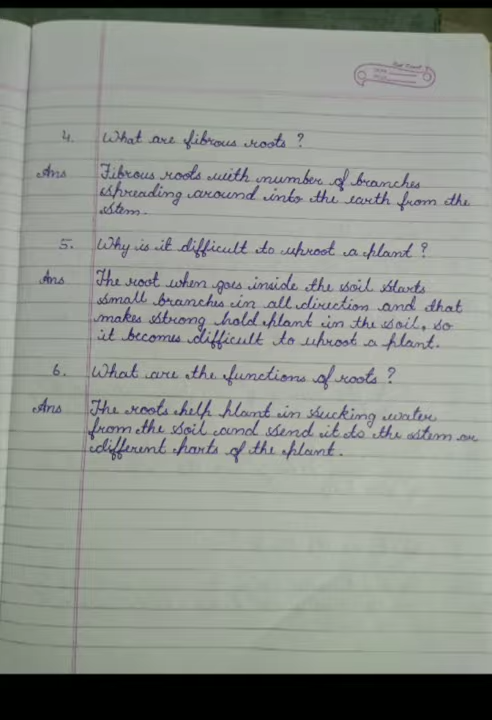 4. What are fibrous roots ?
Ans Fibrous roots with number of branches
spreading around into the earth from the
stem.
5. Why is it difficult to uproot a plant ?
Ans The root when goes inside the soil starts
small branches in all direction and that
makes strong hold plant in the soil, so
it becomes difficult to uproot a plant.
6. What are the functions of roots ?
Ans The roots help plant in sucking water
from the soil and send it to the stem or
different parts of the plant.